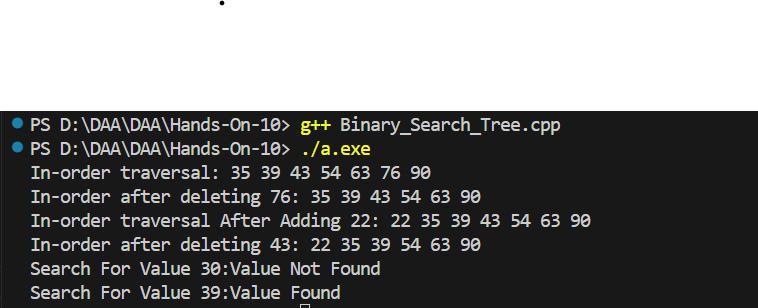 PS D:\DAA\DAA\Hands-On-10> g++ Binary_Search_Tree.cpp
PS D:\DAA\DAA\Hands-On-10> ./a.exe
In-order traversal: 35 39 43 54 63 76 90
In-order after deleting 76: 35 39 43 54 63 90
In-order traversal After Adding 22: 22 35 39 43 54 63 90
In-order after deleting 43: 22 35 39 54 63 90
Search For Value 30:Value Not Found
Search For Value 39:Value Found